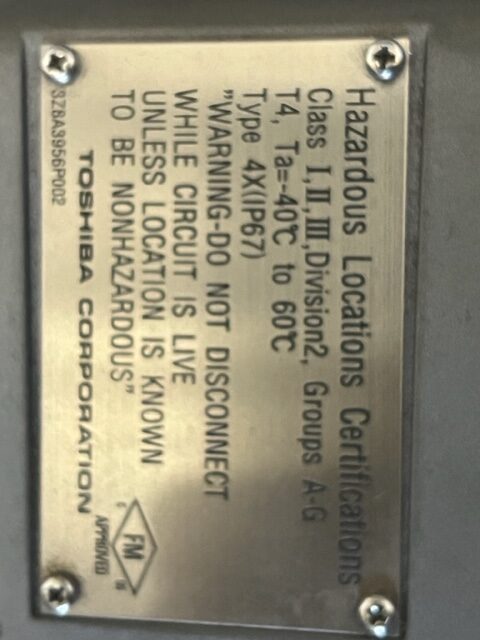 Hazardous Locations Certifications
Class I,II,III,Division2, Groups A-G
T4, Ta=-40℃ to 60℃
Type 4X(IP67)
"WARNING-DO NOT DISCONNECT
WHILE CIRCUIT IS LIVE
UNLESS LOCATION IS KNOWN
TO BE NONHAZARDOUS"
FM
APPROVED
TOSHIBA CORPORATION
3Z8A3956P002